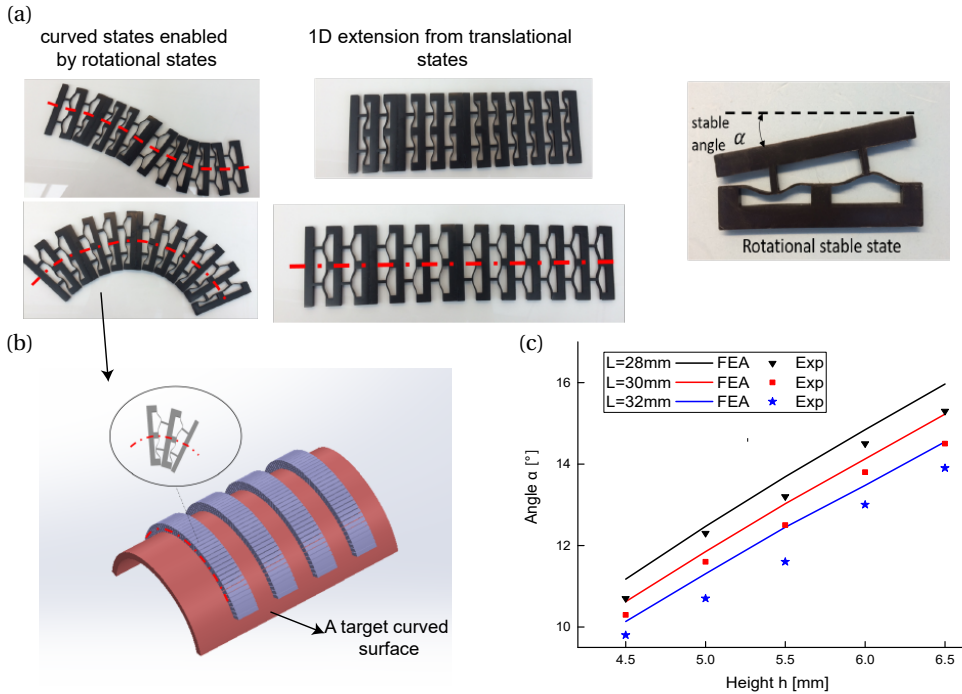 (a)
curved states enabled
by rotational states
1D extension from translational
states
stable
angle α
Rotational stable state
(b)
A target curved
surface
(c)
L=28mm FEA Exp
L=30mm FEA Exp
L=32mm FEA Exp
16
14
12
10
Angle α [°]
4.5 5.0 5.5 6.0 6.5
Height h [mm]